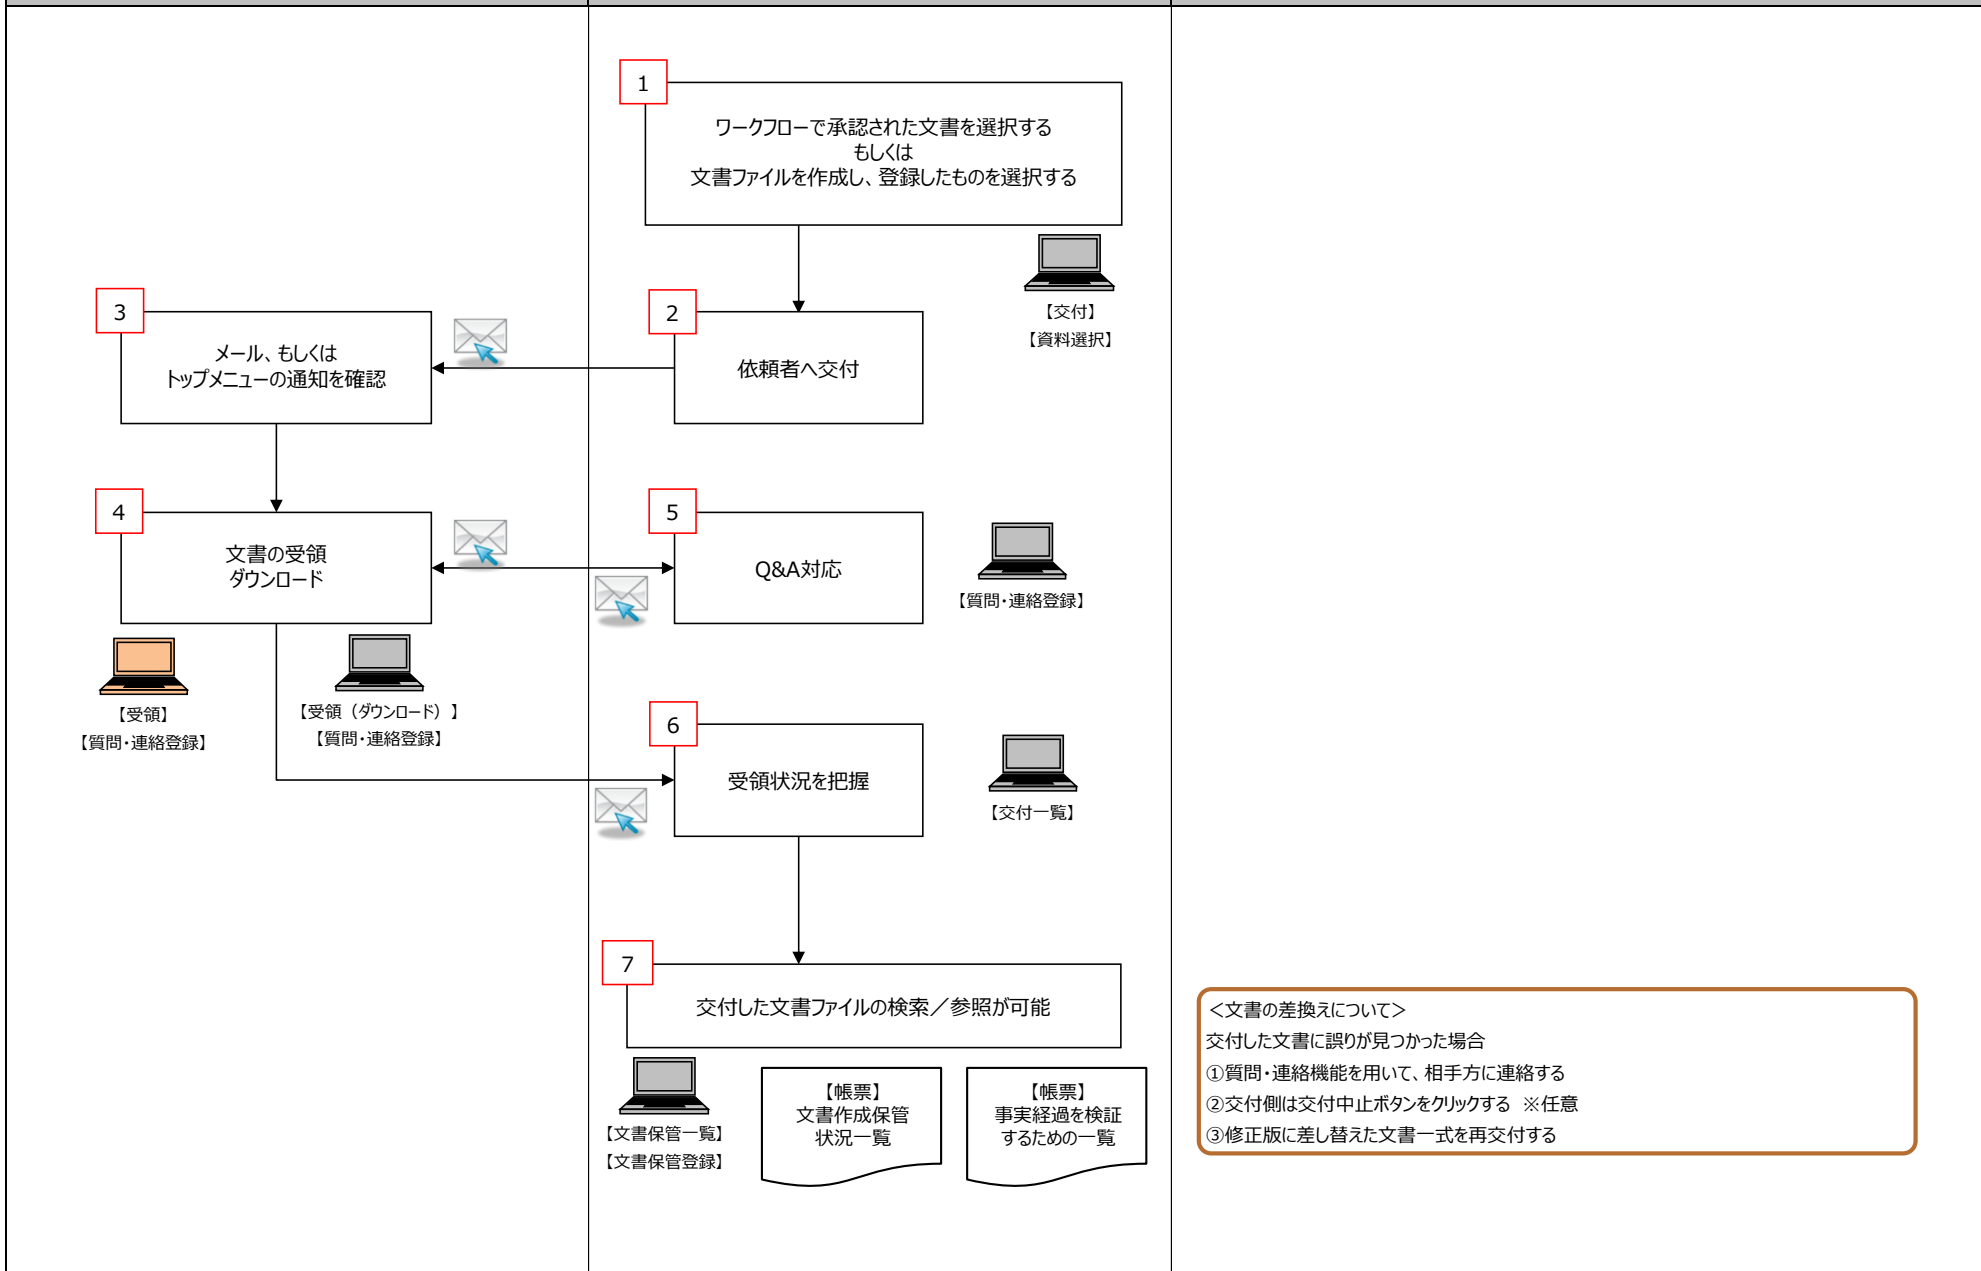 1
ワークフローで承認された文書を選択する
もしくは
文書ファイルを作成し、登録したものを選択する
【交付】
【資料選択】
2
依頼者へ交付
3
メール、もしくは
トップメニューの通知を確認
4
文書の受領
ダウンロード
【受領】
【質問・連絡登録】
【受領（ダウンロード）】
【質問・連絡登録】
5
Q&A対応
【質問・連絡登録】
6
受領状況を把握
【交付一覧】
7
交付した文書ファイルの検索／参照が可能
【文書保管一覧】
【文書保管登録】
【帳票】
文書作成保管
状況一覧
【帳票】
事実経過を検証
するための一覧
＜文書の差換えについて＞
交付した文書に誤りが見つかった場合
①質問・連絡機能を用いて、相手方に連絡する
②交付側は交付中止ボタンをクリックする ※任意
③修正版に差し替えた文書一式を再交付する